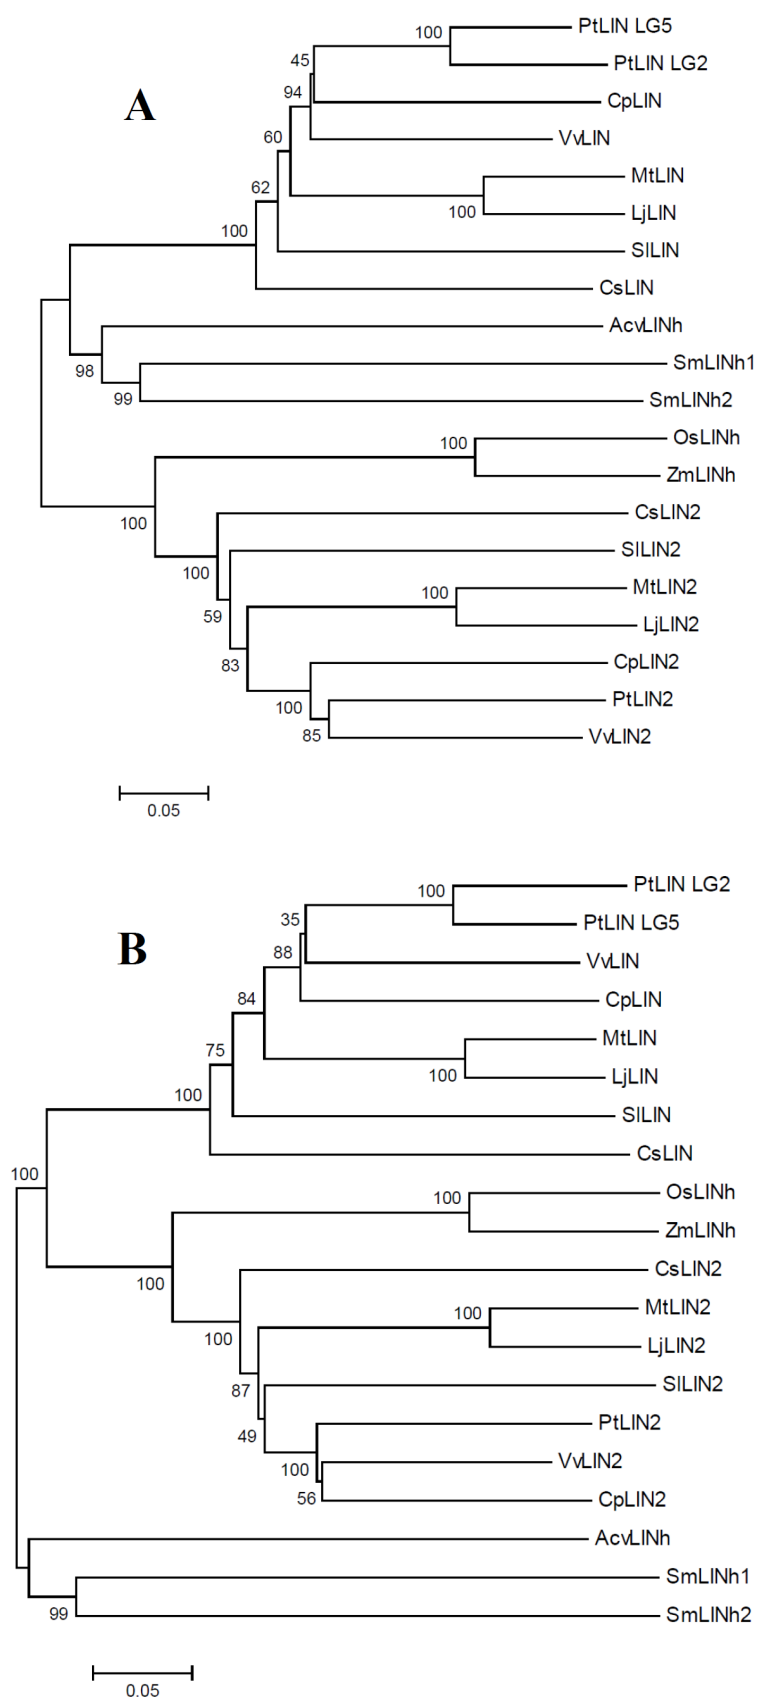 PtLIN LG5
100
PtLIN LG2
45
CpLIN
94
A
VvLIN
60
MtLIN
62
LjLIN
100
SlLIN
100
CsLIN
AcvLINh
98
SmLINh1
99
SmLINh2
OsLINh
100
ZmLINh
100
CsLIN2
SlLIN2
100
MtLIN2
100
59
LjLIN2
83
CpLIN2
PtLIN2
100
85
VvLIN2
0.05
PtLIN LG2
100
PtLIN LG5
35
B
88
VvLIN
84
CpLIN
MtLIN
75
100
LjLIN
100
SlLIN
CsLIN
100
OsLINh
100
ZmLINh
100
CsLIN2
100
MtLIN2
100
LjLIN2
87
SlLIN2
49
PtLIN2
100
VvLIN2
56
CpLIN2
AcvLINh
SmLINh1
99
SmLINh2
0.05